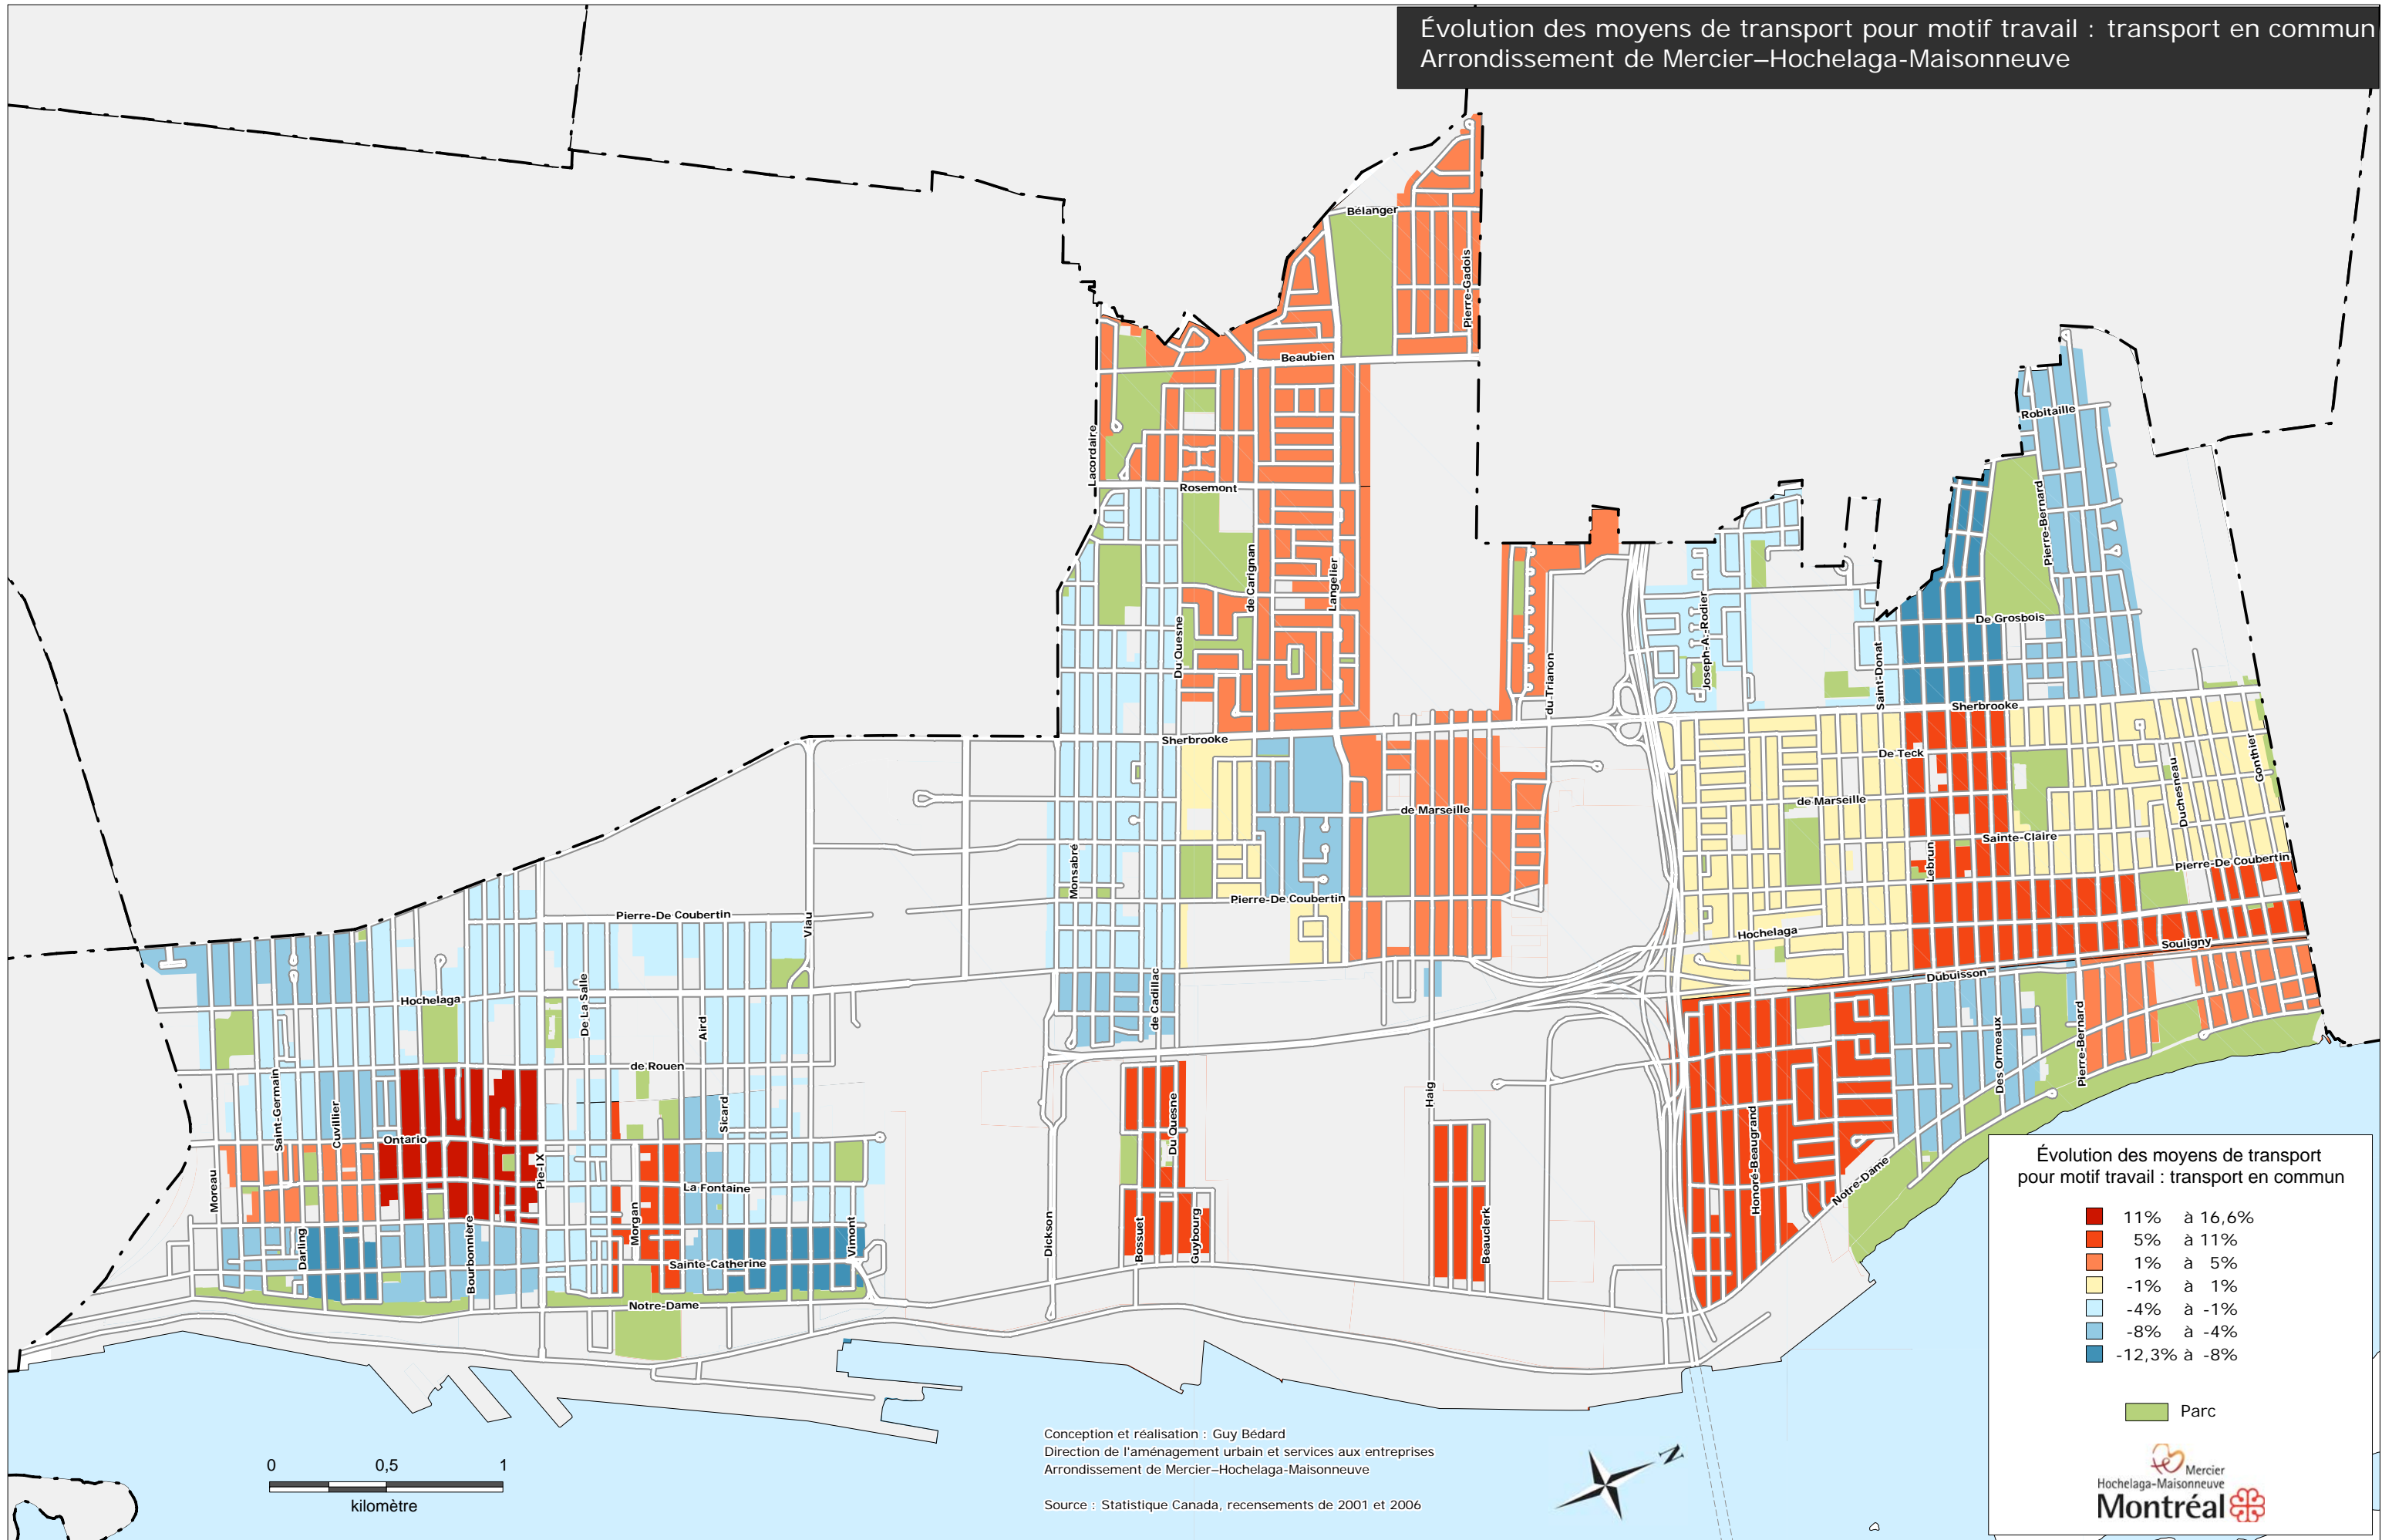 Évolution des moyens de transport pour motif travail : transport en commun
Arrondissement de Mercier–Hochelaga-Maisonneuve
Bélanger
Pierre-Gadois
Beaubien
Robitaille
Lacordaire
Rosemont
Pierre-Bernard
de Carignan
Langelier
Joseph-A.-Rodier
De Grosbois
Du Quesne
du Trianon
Saint-Donat
Sherbrooke
Sherbrooke
De Teck
Gonthier
Duchesneau
de Marseille
de Marseille
Sainte-Claire
Lebrun
Monsabré
Pierre-De Coubertin
Pierre-De Coubertin
Pierre-De Coubertin
Viau
Hochelaga
Souligny
Dubuisson
de Cadillac
Hochelaga
De La Salle
Aird
Pierre-Bernard
Des Ormeaux
de Rouen
Saint-Germain
Cuvillier
Sicard
Haig
Du Quesne
Honoré-Beaugrand
Ontario
Pie-IX
Moreau
La Fontaine
Notre-Dame
Morgan
Darling
Bourbonnière
Vimont
Dickson
Bossuet
Guybourg
Beauclerk
Sainte-Catherine
Notre-Dame
Évolution des moyens de transport
pour motif travail : transport en commun
11% à 16,6%
5% à 11%
1% à 5%
-1% à 1%
-4% à -1%
-8% à -4%
-12,3% à -8%
Parc
Mercier
Hochelaga-Maisonneuve
Montréal
0 0,5 1
kilomètre
Conception et réalisation : Guy Bédard
Direction de l'aménagement urbain et services aux entreprises
Arrondissement de Mercier–Hochelaga-Maisonneuve
Source : Statistique Canada, recensements de 2001 et 2006
N